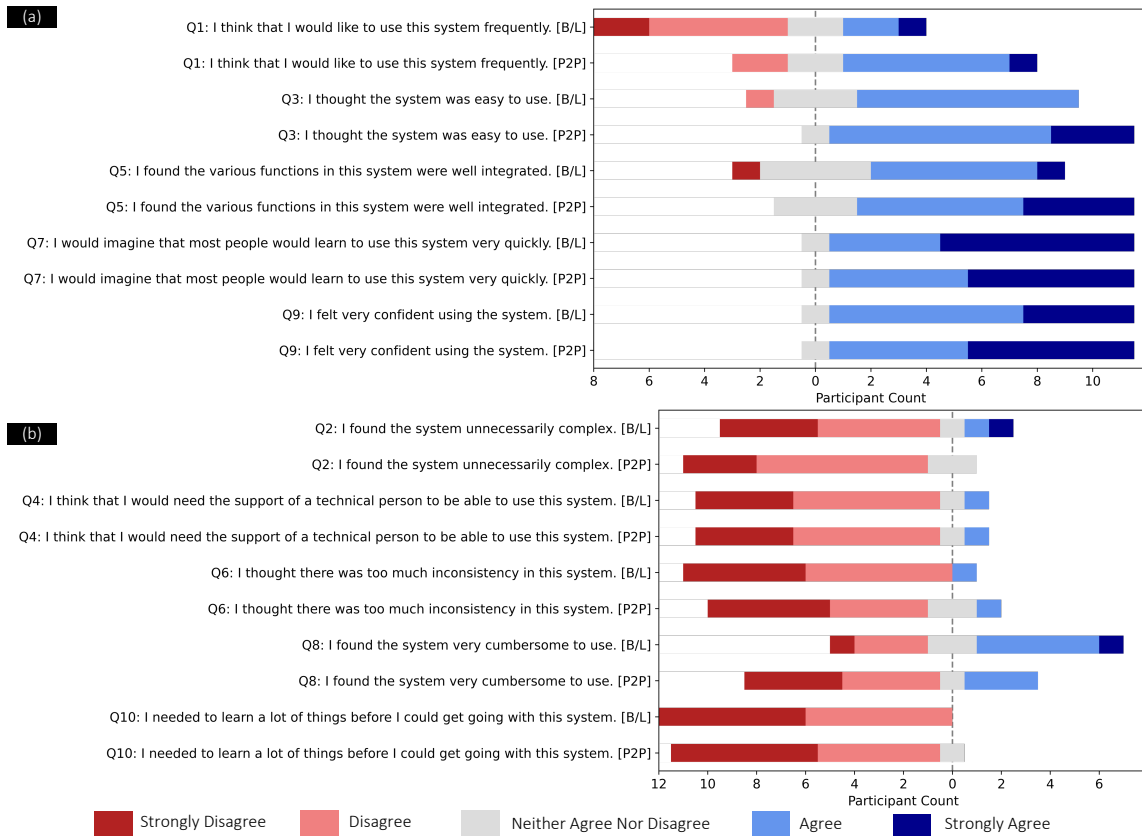 (a)
Q1: I think that I would like to use this system frequently. [B/L]
Q1: I think that I would like to use this system frequently. [P2P]
Q3: I thought the system was easy to use. [B/L]
Q3: I thought the system was easy to use. [P2P]
Q5: I found the various functions in this system were well integrated. [B/L]
Q5: I found the various functions in this system were well integrated. [P2P]
Q7: I would imagine that most people would learn to use this system very quickly. [B/L]
Q7: I would imagine that most people would learn to use this system very quickly. [P2P]
Q9: I felt very confident using the system. [B/L]
Q9: I felt very confident using the system. [P2P]
8 6 4 2 0 2 4 6 8 10
Participant Count
(b)
Q2: I found the system unnecessarily complex. [B/L]
Q2: I found the system unnecessarily complex. [P2P]
Q4: I think that I would need the support of a technical person to be able to use this system. [B/L]
Q4: I think that I would need the support of a technical person to be able to use this system. [P2P]
Q6: I thought there was too much inconsistency in this system. [B/L]
Q6: I thought there was too much inconsistency in this system. [P2P]
Q8: I found the system very cumbersome to use. [B/L]
Q8: I found the system very cumbersome to use. [P2P]
Q10: I needed to learn a lot of things before I could get going with this system. [B/L]
Q10: I needed to learn a lot of things before I could get going with this system. [P2P]
12 10 8 6 4 2 0 2 4 6
Participant Count
Strongly Disagree Disagree Neither Agree Nor Disagree Agree Strongly Agree